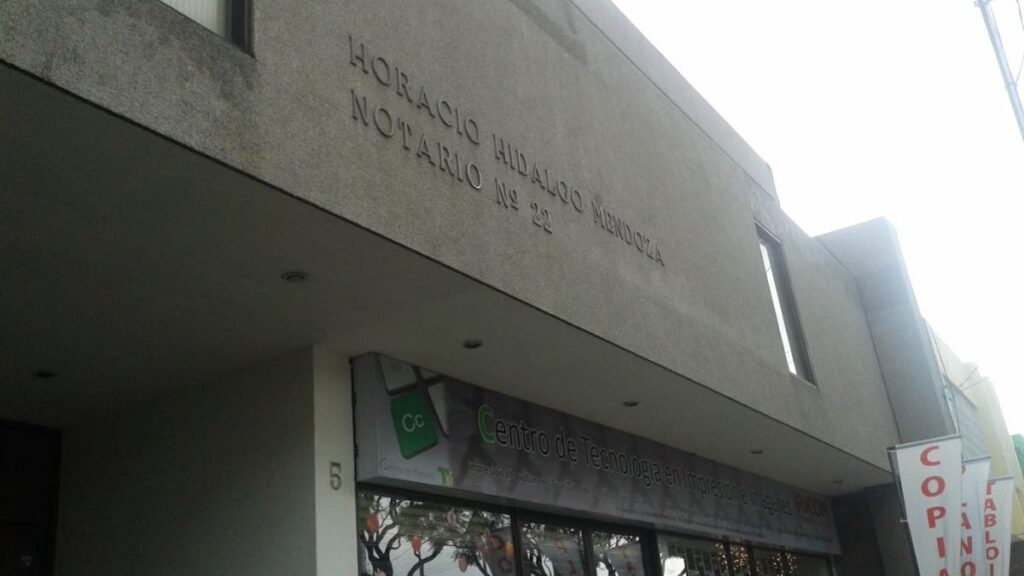 HORACIO HIDALGO MENDOZA
NOTARIO Nº 22
5
Cc
Centro de Tecnología en Impresión e Imágenes
COPIA
PLANO
TABLOI